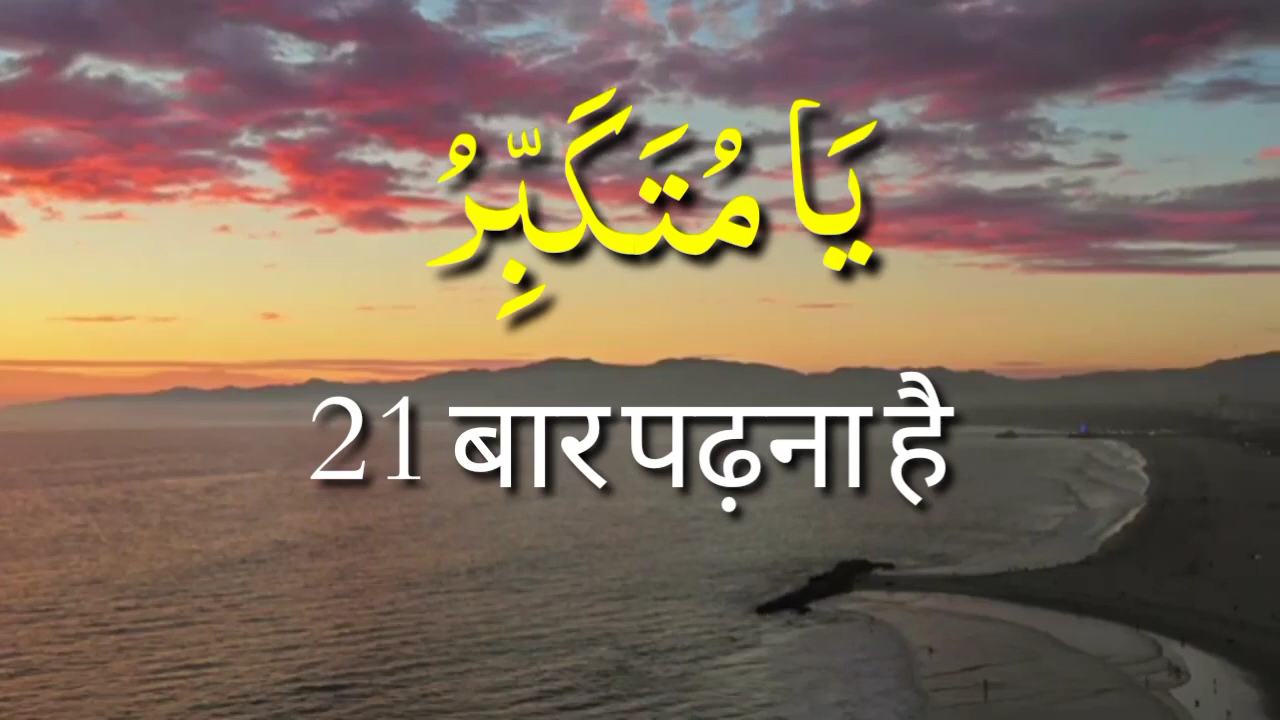 يَا مُتَكَبِّرُ
21 बार पढ़ना है